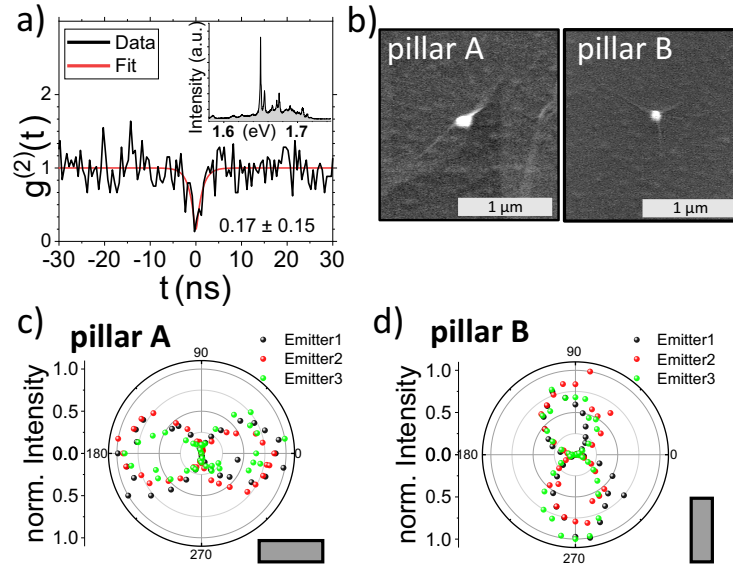 a)
Data
Fit
Intensity (a.u.)
1.6
(eV)
1.7
g(2)(t)
2
1
0
0.17 ± 0.15
-30
-20
-10
0
10
20
30
t (ns)
b)
pillar A
1 µm
pillar B
1 µm
c)
pillar A
Emitter1
Emitter2
Emitter3
norm. Intensity
1.0
0.5
0.0
0.5
1.0
90
180
0
270
d)
pillar B
Emitter1
Emitter2
Emitter3
norm. Intensity
1.0
0.5
0.0
0.5
1.0
90
180
0
270